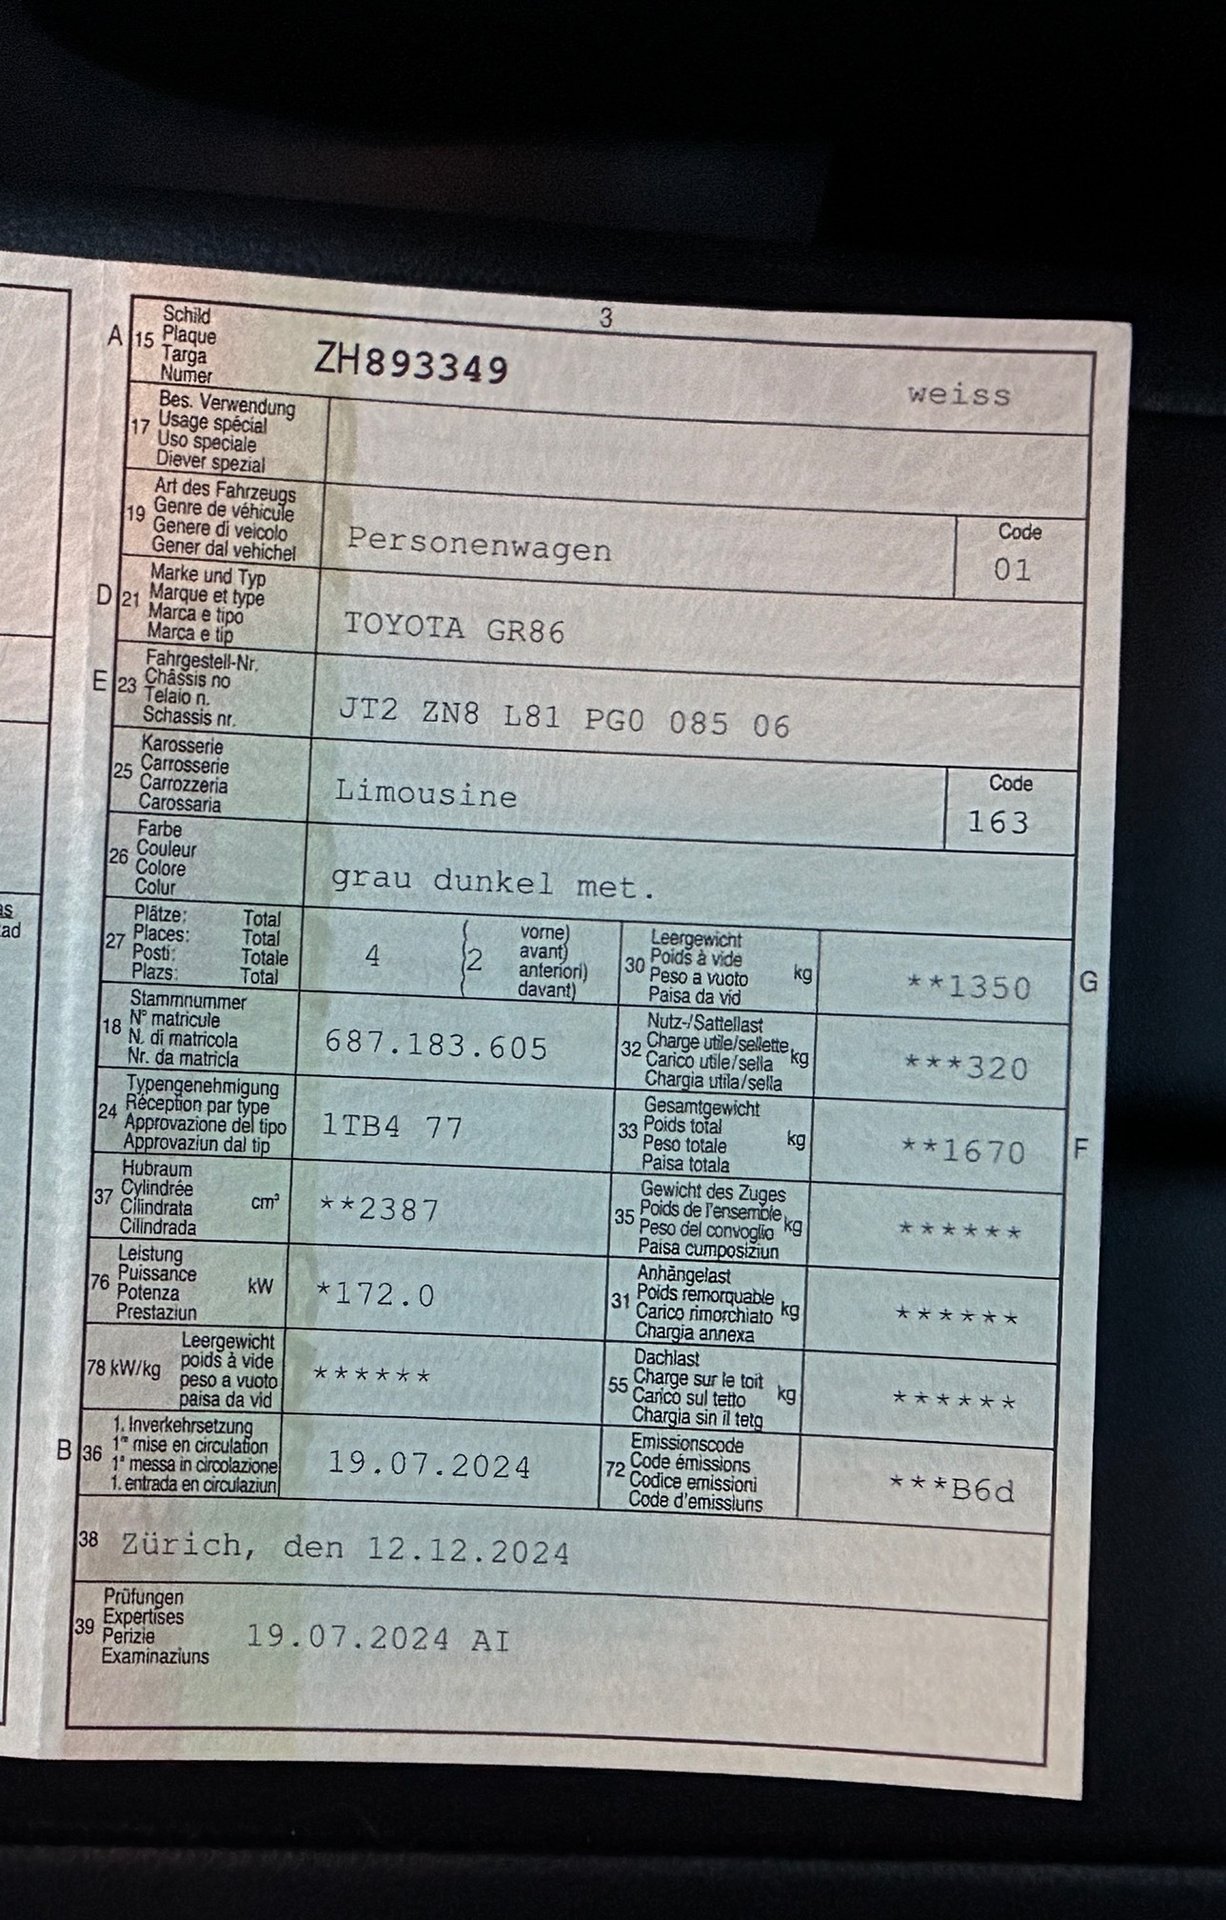 3
A 15 Schild
Plaque
Targa
Numer
ZH893349 weiss
17 Bes. Verwendung
Usage spécial
Uso speciale
Diever spezial
19 Art des Fahrzeugs
Genre de véhicule
Genere di veicolo
Gener dal vehichel
Personenwagen
Code
01
D 21 Marke und Typ
Marque et type
Marca e tipo
Marca e tip
TOYOTA GR86
E 23 Fahrgestell-Nr.
Châssis no
Telaio n.
Schassis nr.
JT2 ZN8 L81 PG0 085 06
25 Karosserie
Carrosserie
Carrozzeria
Carossaria
Limousine
Code
163
26 Farbe
Couleur
Colore
Colur
grau dunkel met.
27 Plätze: Total
Places: Total
Posti: Totale
Plazs: Total
4 (2 vorne)
avant)
anteriori)
davant)
30 Leergewicht
Poids à vide
Peso a vuoto
Paisa da vid
kg
**1350
G
18 Stammnummer
N° matricule
N. di matricola
Nr. da matricla
687.183.605
32 Nutz-/Sattellast
Charge utile/sellette
Carico utile/sella
Chargia utila/sella
kg
***320
24 Typengenehmigung
Réception par type
Approvazione del tipo
Approvaziun dal tip
1TB4 77
33 Gesamtgewicht
Poids total
Peso totale
Paisa totala
kg
**1670
F
37 Hubraum
Cylindrée
Cilindrata
Cilindrada
cm³
**2387
35 Gewicht des Zuges
Poids de l'ensemble
Peso del convoglio
Paisa cumposiziun
kg
******
76 Leistung
Puissance
Potenza
Prestaziun
kW
*172.0
31 Anhängelast
Poids remorquable
Carico rimorchiato
Chargia annexa
kg
******
78 kW/kg
Leergewicht
poids à vide
peso a vuoto
paisa da vid
******
55 Dachlast
Charge sur le toit
Carico sul tetto
Chargia sin il tetg
kg
******
B 36 1. Inverkehrsetzung
1re mise en circulation
1a messa in circolazione
1. entrada en circulaziun
19.07.2024
72 Emissionscode
Code émissions
Codice emissioni
Code d'emissiuns
***B6d
38 Zürich, den 12.12.2024
39 Prüfungen
Expertises
Perizie
Examinaziuns
19.07.2024 AI